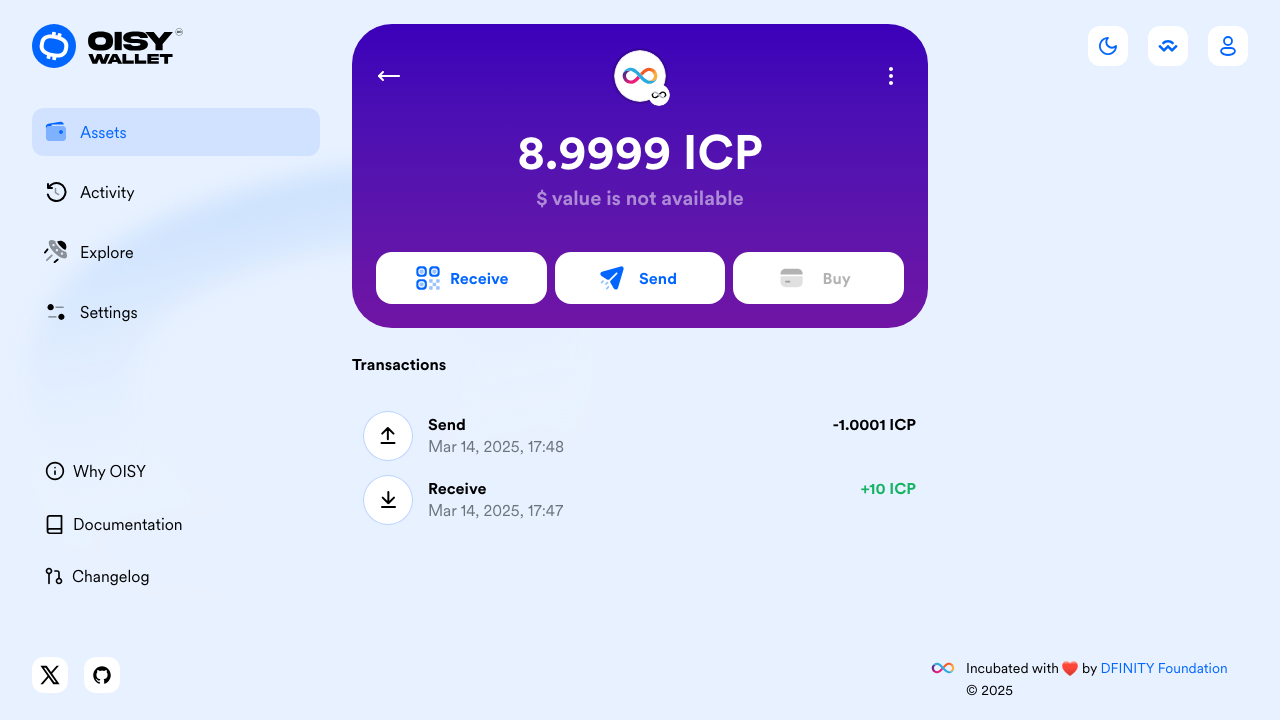 OISY
WALLET
Assets
Activity
Explore
Settings
Why OISY
Documentation
Changelog
8.9999 ICP
$ value is not available
Receive
Send
Buy
Transactions
Send
-1.0001 ICP
Mar 14, 2025, 17:48
Receive
+10 ICP
Mar 14, 2025, 17:47
Incubated with ❤️ by DFINITY Foundation
© 2025